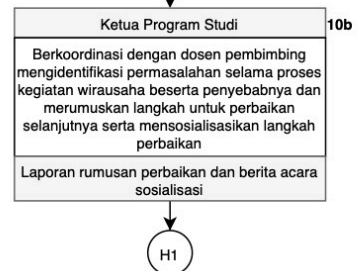 Ketua Program Studi 10b
Berkoordinasi dengan dosen pembimbing
mengidentifikasi permasalahan selama proses
kegiatan wirausaha beserta penyebabnya dan
merumuskan langkah untuk perbaikan
selanjutnya serta mensosialisasikan langkah
perbaikan
Laporan rumusan perbaikan dan berita acara
sosialisasi
H1